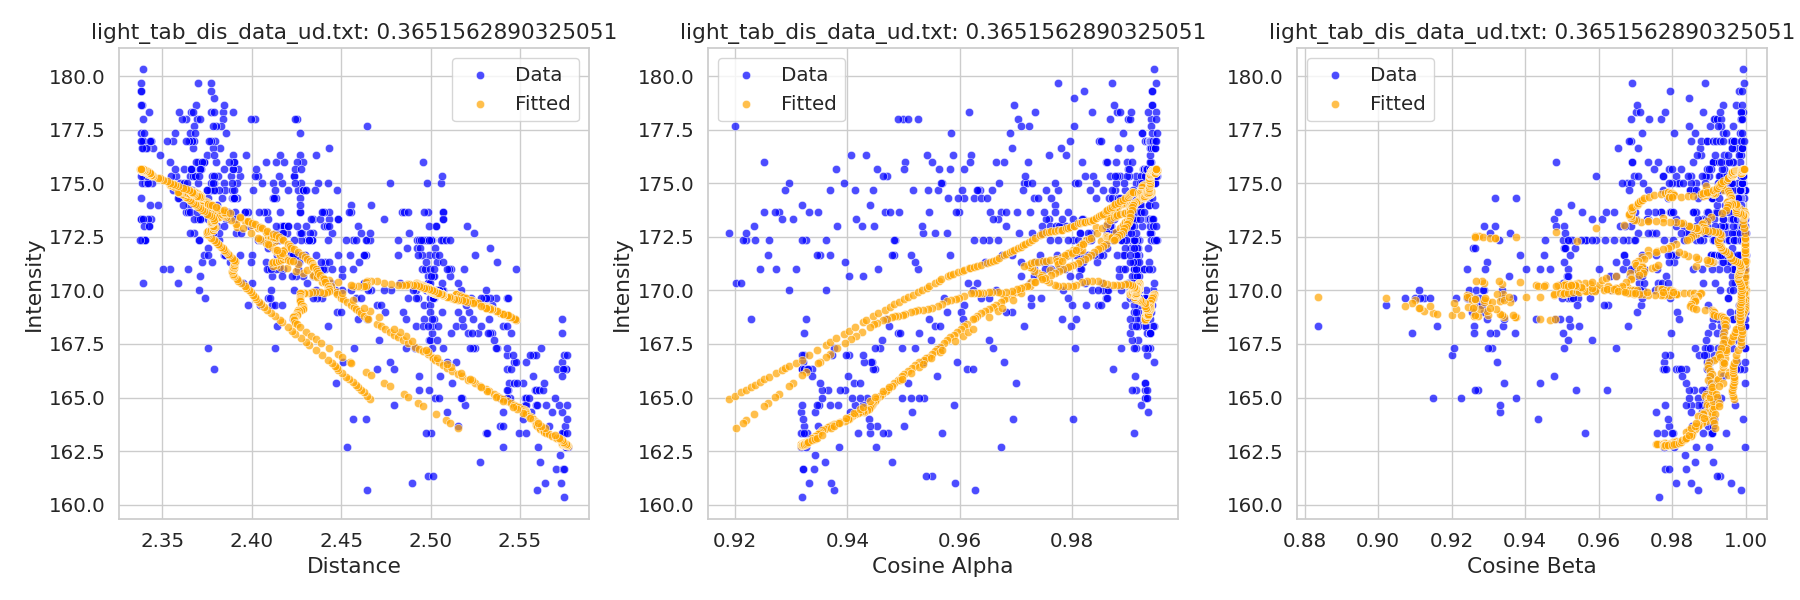 light_tab_dis_data_ud.txt: 0.3651562890325051
180.0
177.5
175.0
172.5
170.0
167.5
165.0
162.5
160.0
Intensity
Data
Fitted
2.35 2.40 2.45 2.50 2.55
Distance
light_tab_dis_data_ud.txt: 0.3651562890325051
180.0
177.5
175.0
172.5
170.0
167.5
165.0
162.5
160.0
Intensity
Data
Fitted
0.92 0.94 0.96 0.98
Cosine Alpha
light_tab_dis_data_ud.txt: 0.3651562890325051
180.0
177.5
175.0
172.5
170.0
167.5
165.0
162.5
160.0
Intensity
Data
Fitted
0.88 0.90 0.92 0.94 0.96 0.98 1.00
Cosine Beta